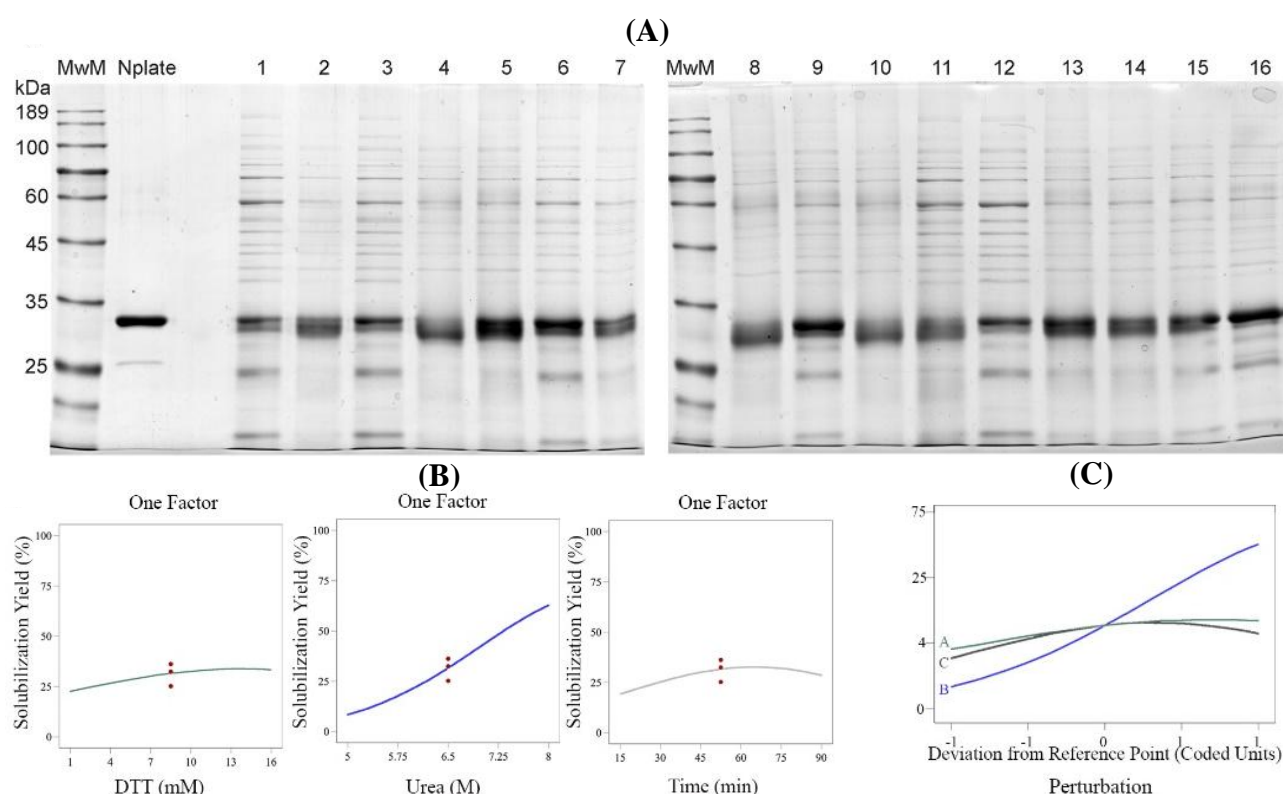 (A)
MwM Nplate 1 2 3 4 5 6 7 MwM 8 9 10 11 12 13 14 15 16
kDa
189
100
60
45
35
25
(B) (C)
One Factor One Factor One Factor
Solubilization Yield (%)
100
75
50
25
0
1 4 7 10 13 16
DTT (mM)
Solubilization Yield (%)
100
75
50
25
0
5 5.75 6.5 7.25 8
Urea (M)
Solubilization Yield (%)
100
75
50
25
0
15 30 45 60 75 90
Time (min)
75
25
4
0
A
C
B
-1 -1 0 1 1
Deviation from Reference Point (Coded Units)
Perturbation